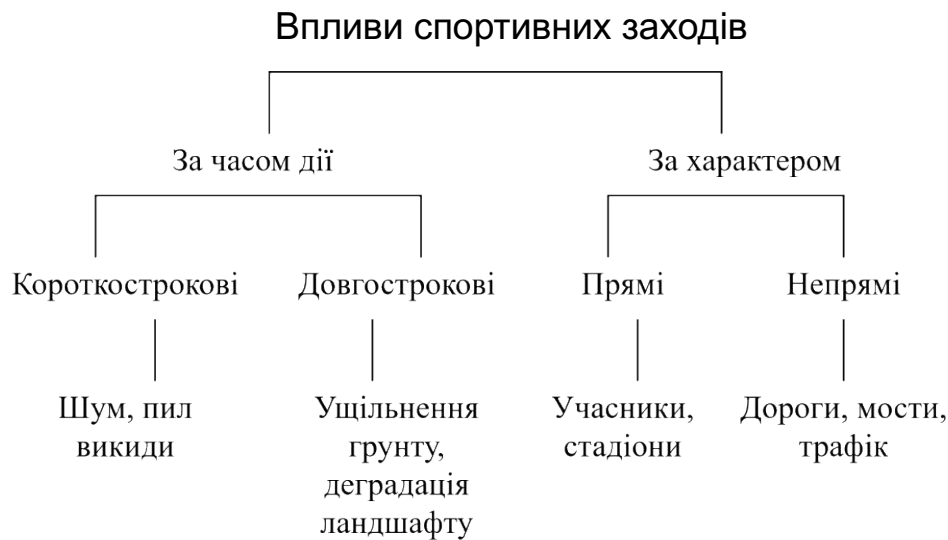 Впливи спортивних заходів
За часом дії
За характером
Короткострокові
Довгострокові
Прямі
Непрямі
Шум, пил
викиди
Ущільнення
грунту,
деградація
ландшафту
Учасники,
стадіони
Дороги, мости,
трафік